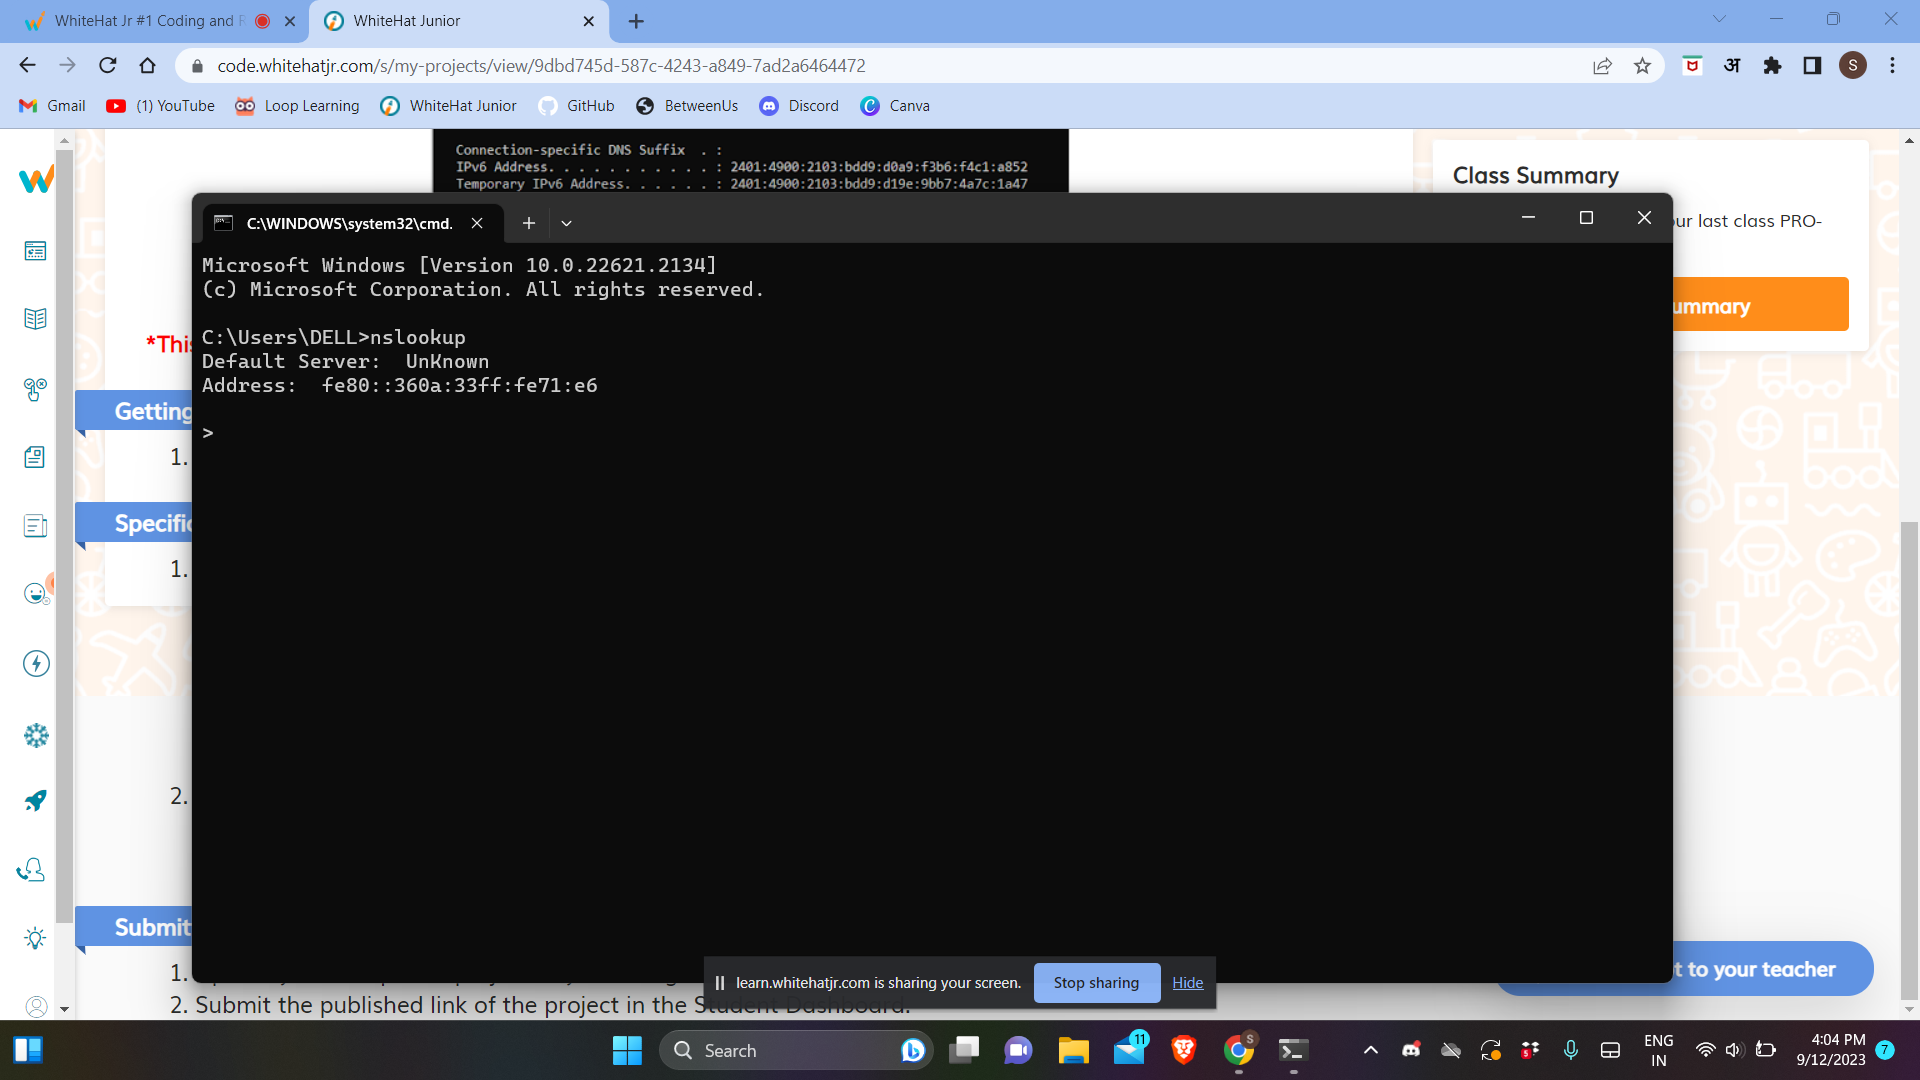 WhiteHat Jr #1 Coding and R
WhiteHat Junior
code.whitehatjr.com/s/my-projects/view/9dbd745d-587c-4243-a849-7ad2a6464472
अ
S
Gmail
(1) YouTube
Loop Learning
WhiteHat Junior
GitHub
BetweenUs
Discord
Canva
Connection-specific DNS Suffix . :
IPv6 Address. . . . . . . . . . . : 2401:4900:2103:bdd9:d0a9:f3b6:f4c1:a852
Temporary IPv6 Address. . . . . . : 2401:4900:2103:bdd9:d19e:9bb7:4a7c:1a47
Class Summary
ur last class PRO-
ummary
C:\WINDOWS\system32\cmd.
Microsoft Windows [Version 10.0.22621.2134]
(c) Microsoft Corporation. All rights reserved.
C:\Users\DELL>nslookup
Default Server:  UnKnown
Address:  fe80::360a:33ff:fe71:e6
>
*This
Getting
1.
Specific
1.
2.
Submit
1.
2. Submit the published link of the project in the Student Dashboard.
t to your teacher
learn.whitehatjr.com is sharing your screen.
Stop sharing
Hide
Search
11
S
5
ENG
IN
4:04 PM
9/12/2023
7